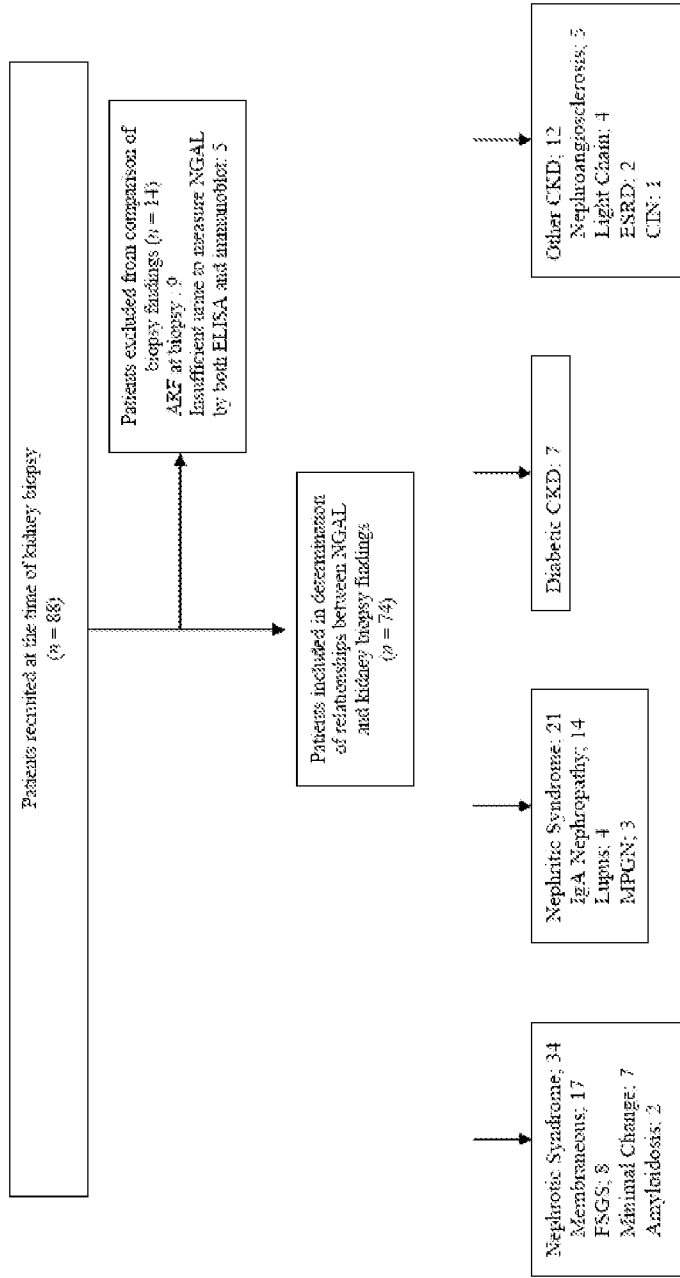 Patients recruited at the time of kidney biopsy
(n = 88)
Patients excluded from comparison of
biopsy findings (n = 14)
ARF at biopsy : 9
Insufficient urine to measure NGAL
by both ELISA and immunoblot: 5
Patients included in determination
of relationships between NGAL
and kidney biopsy findings
(n = 74)
Nephrotic Syndrome; 34
Membraneous; 17
FSGS; 8
Minimal Change; 7
Amyloidosis; 2
Nephritic Syndrome; 21
IgA Nephropathy; 14
Lupus; 4
MPGN; 3
Diabetic CKD; 7
Other CKD; 12
Nephroangiosclerosis; 5
Light Chain; 4
ESRD; 2
CIN; 1